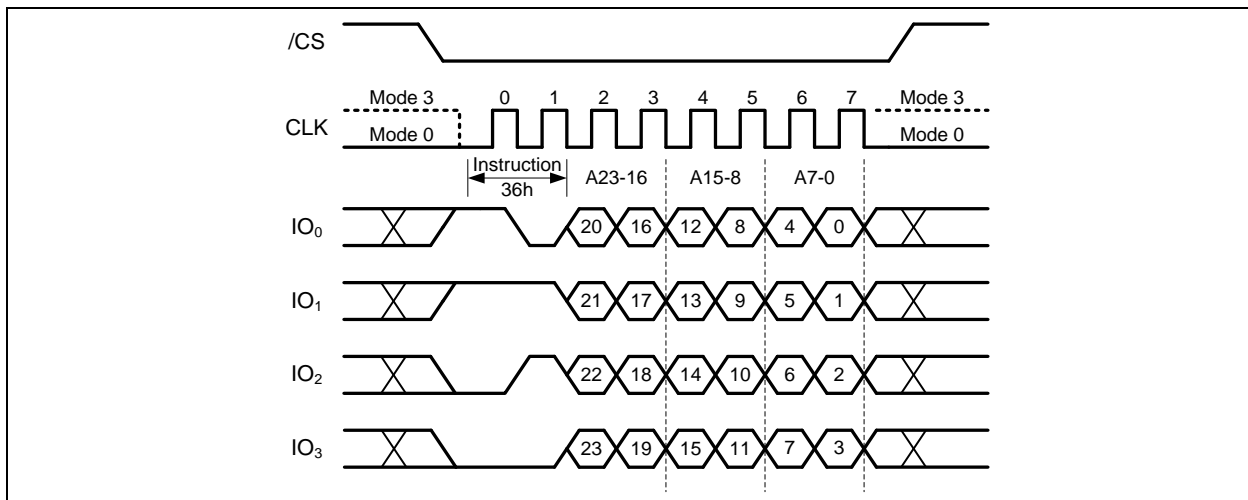 /CS
Mode 3 0 1 2 3 4 5 6 7 Mode 3
CLK
Mode 0 Mode 0
Instruction A23-16 A15-8 A7-0
36h
IO₀ 20 16 12 8 4 0
IO₁ 21 17 13 9 5 1
IO₂ 22 18 14 10 6 2
IO₃ 23 19 15 11 7 3